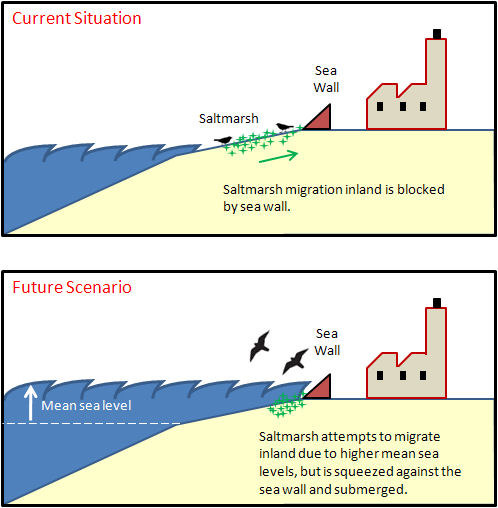 Current Situation
Sea
Wall
Saltmarsh
Saltmarsh migration inland is blocked
by sea wall.
Future Scenario
Sea
Wall
Mean sea level
Saltmarsh attempts to migrate
inland due to higher mean sea
levels, but is squeezed against the
sea wall and submerged.